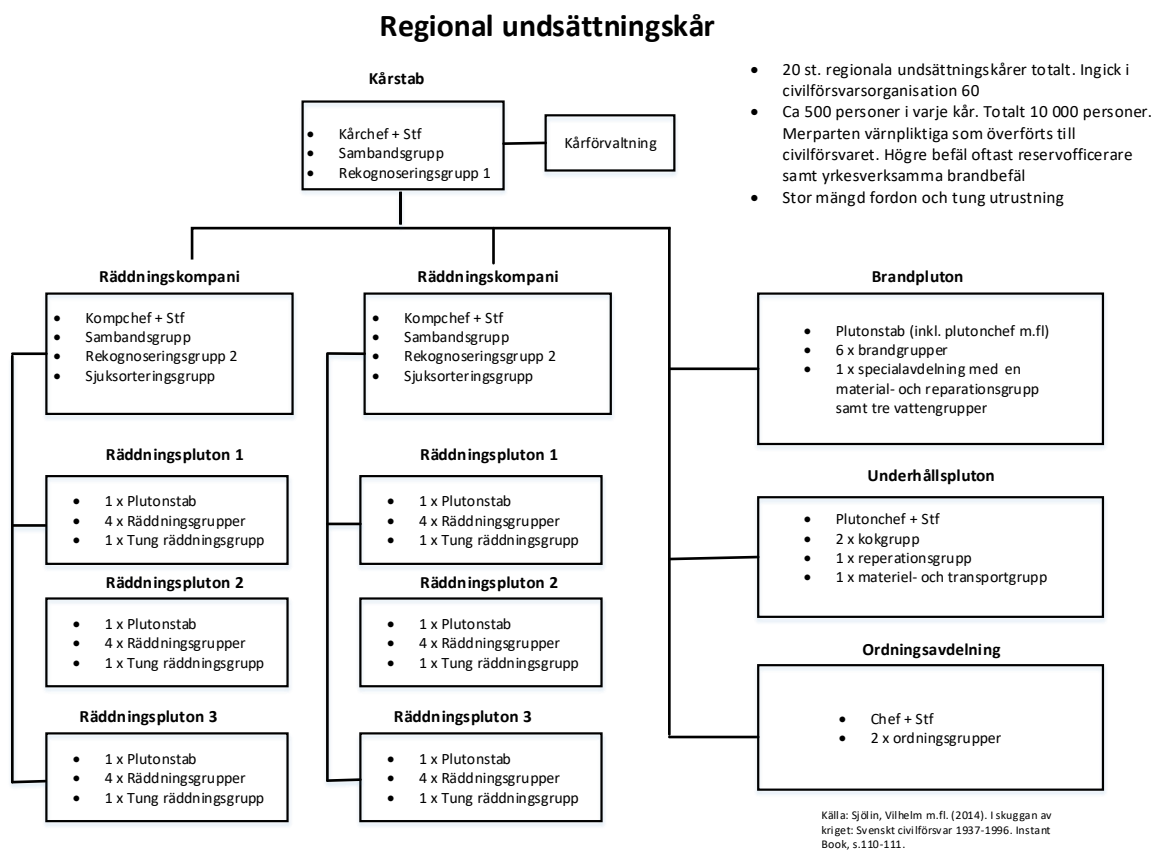 Regional undsättningskår
Kårstab
• Kårchef + Stf
• Sambandsgrupp
• Rekognoseringsgrupp 1
Kårförvaltning
• 20 st. regionala undsättningskårer totalt. Ingick i
civilförsvarsorganisation 60
• Ca 500 personer i varje kår. Totalt 10 000 personer.
Merparten värnpliktiga som överförts till
civilförsvaret. Högre befäl oftast reservofficerare
samt yrkesverksamma brandbefäl
• Stor mängd fordon och tung utrustning
Räddningskompani
• Kompchef + Stf
• Sambandsgrupp
• Rekognoseringsgrupp 2
• Sjuksorteringsgrupp
Räddningspluton 1
• 1 x Plutonstab
• 4 x Räddningsgrupper
• 1 x Tung räddningsgrupp
Räddningspluton 2
• 1 x Plutonstab
• 4 x Räddningsgrupper
• 1 x Tung räddningsgrupp
Räddningspluton 3
• 1 x Plutonstab
• 4 x Räddningsgrupper
• 1 x Tung räddningsgrupp
Räddningskompani
• Kompchef + Stf
• Sambandsgrupp
• Rekognoseringsgrupp 2
• Sjuksorteringsgrupp
Räddningspluton 1
• 1 x Plutonstab
• 4 x Räddningsgrupper
• 1 x Tung räddningsgrupp
Räddningspluton 2
• 1 x Plutonstab
• 4 x Räddningsgrupper
• 1 x Tung räddningsgrupp
Räddningspluton 3
• 1 x Plutonstab
• 4 x Räddningsgrupper
• 1 x Tung räddningsgrupp
Brandpluton
• Plutonstab (inkl. plutonchef m.fl)
• 6 x brandgrupper
• 1 x specialavdelning med en
material- och reparationsgrupp
samt tre vattengrupper
Underhållspluton
• Plutonchef + Stf
• 2 x kokgrupp
• 1 x reperationsgrupp
• 1 x materiel- och transportgrupp
Ordningsavdelning
• Chef + Stf
• 2 x ordningsgrupper
Källa: Sjölin, Vilhelm m.fl. (2014). I skuggan av
kriget: Svenskt civilförsvar 1937-1996. Instant
Book, s.110-111.